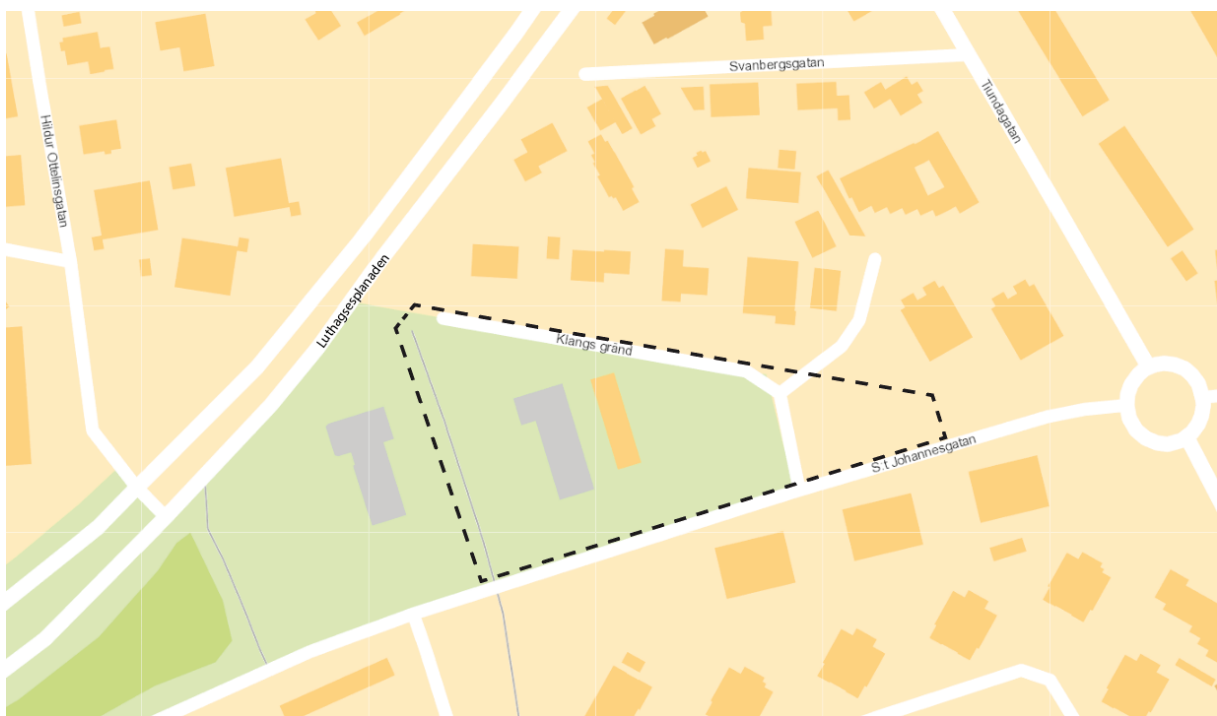 Svanbergsgatan
Tiundagatan
Hildur Ottelinsgatan
Luthagsesplanaden
Klangs gränd
S:t Johannesgatan